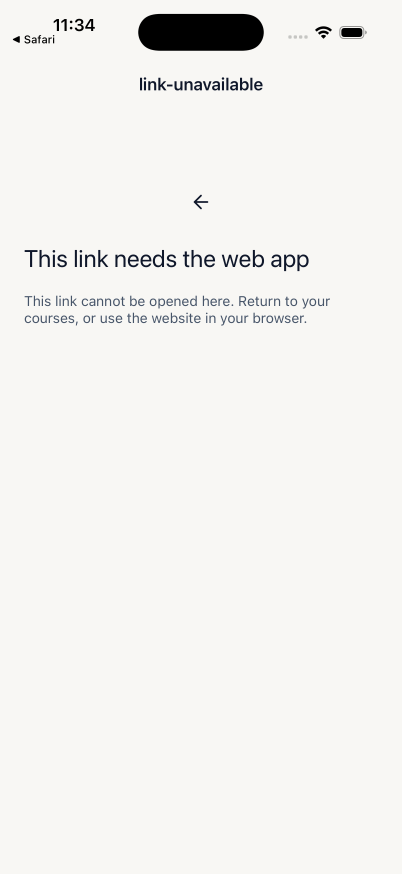 11:34
◀ Safari
link-unavailable
←
This link needs the web app
This link cannot be opened here. Return to your
courses, or use the website in your browser.